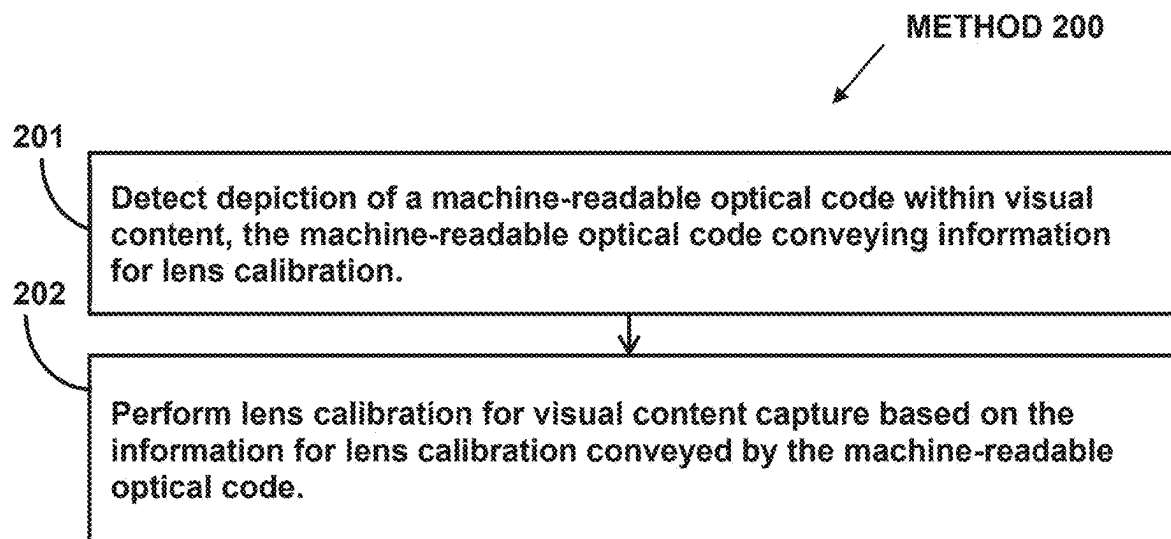 METHOD 200
201
Detect depiction of a machine-readable optical code within visual
content, the machine-readable optical code conveying information
for lens calibration.
202
Perform lens calibration for visual content capture based on the
information for lens calibration conveyed by the machine-readable
optical code.